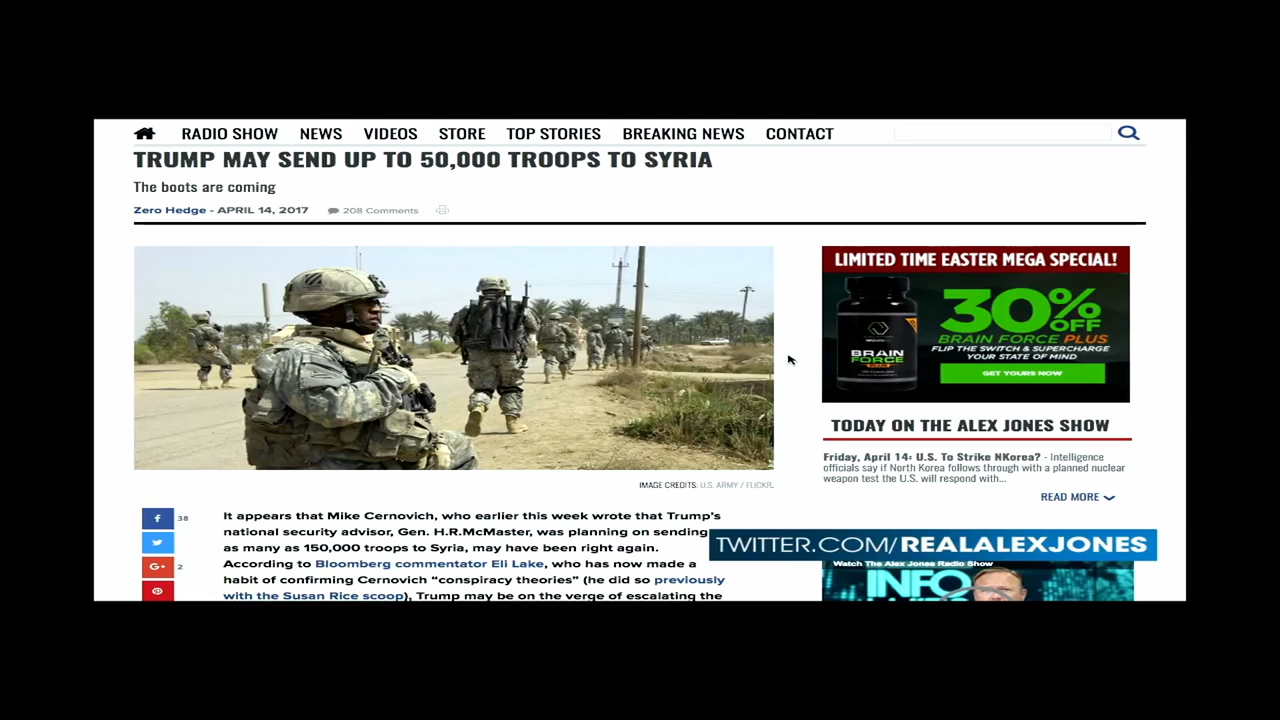 RADIO SHOW NEWS VIDEOS STORE TOP STORIES BREAKING NEWS CONTACT
TRUMP MAY SEND UP TO 50,000 TROOPS TO SYRIA
The boots are coming
Zero Hedge - APRIL 14, 2017 208 Comments
IMAGE CREDITS: U.S. ARMY / FLICKR.
f 38
G+ 2
It appears that Mike Cernovich, who earlier this week wrote that Trump's
national security advisor, Gen. H.R.McMaster, was planning on sending
as many as 150,000 troops to Syria, may have been right again.
According to Bloomberg commentator Eli Lake, who has now made a
habit of confirming Cernovich “conspiracy theories” (he did so previously
with the Susan Rice scoop), Trump may be on the verge of escalating the
LIMITED TIME EASTER MEGA SPECIAL!
30% OFF
BRAIN FORCE PLUS
FLIP THE SWITCH & SUPERCHARGE
YOUR STATE OF MIND
GET YOURS NOW
BRAIN
FORCE
PLUS
TODAY ON THE ALEX JONES SHOW
Friday, April 14: U.S. To Strike NKorea? - Intelligence
officials say if North Korea follows through with a planned nuclear
weapon test the U.S. will respond with...
READ MORE
TWITTER.COM/REALALEXJONES
Watch The Alex Jones Radio Show
INFO